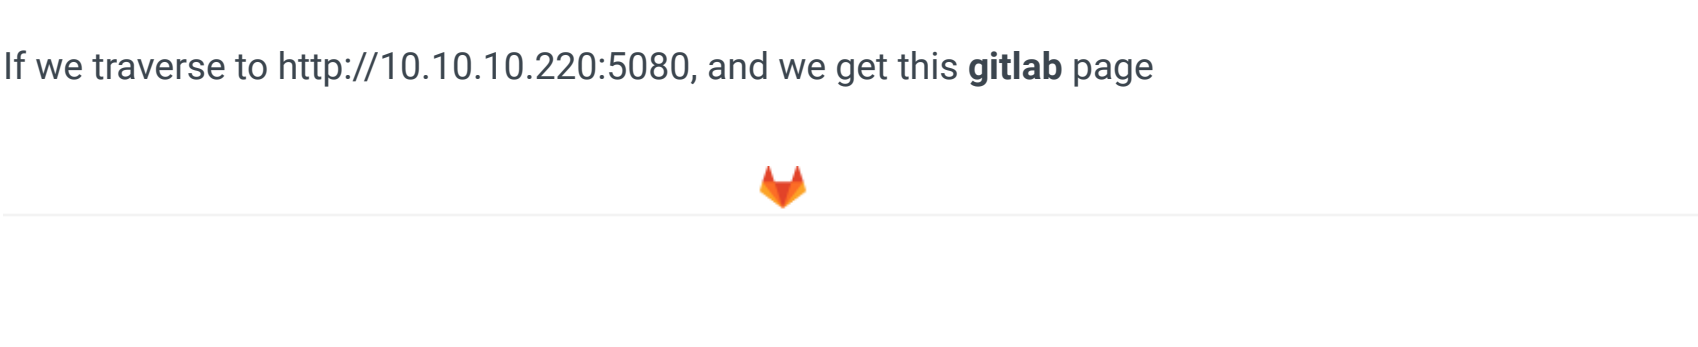 If we traverse to http://10.10.10.220:5080, and we get this gitlab page